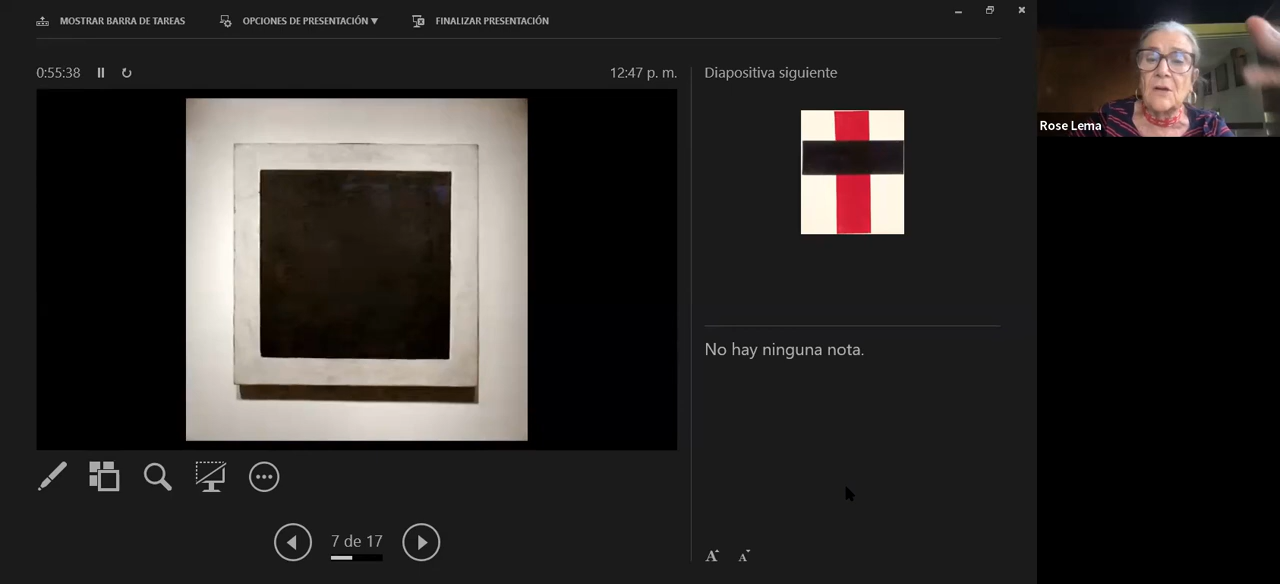 MOSTRAR BARRA DE TAREAS
OPCIONES DE PRESENTACIÓN ▼
FINALIZAR PRESENTACIÓN
0:55:38
12:47 p. m.
Diapositiva siguiente
Rose Lema
No hay ninguna nota.
7 de 17
A A